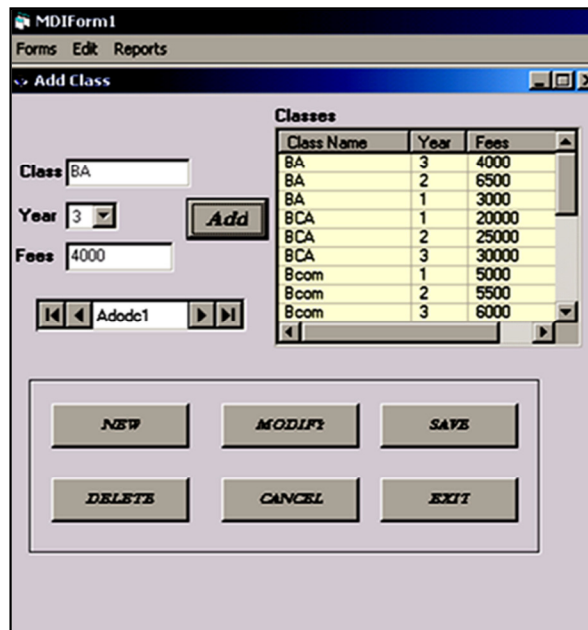 MDIForm1
Forms Edit Reports
Add Class
Classes
Class Name Year Fees
BA 3 4000
BA 2 6500
BA 1 3000
BCA 1 20000
BCA 2 25000
BCA 3 30000
Bcom 1 5000
Bcom 2 5500
Bcom 3 6000
Class BA
Year 3
Add
Fees 4000
Adodc1
NEW MODIFY SAVE
DELETE CANCEL EXIT